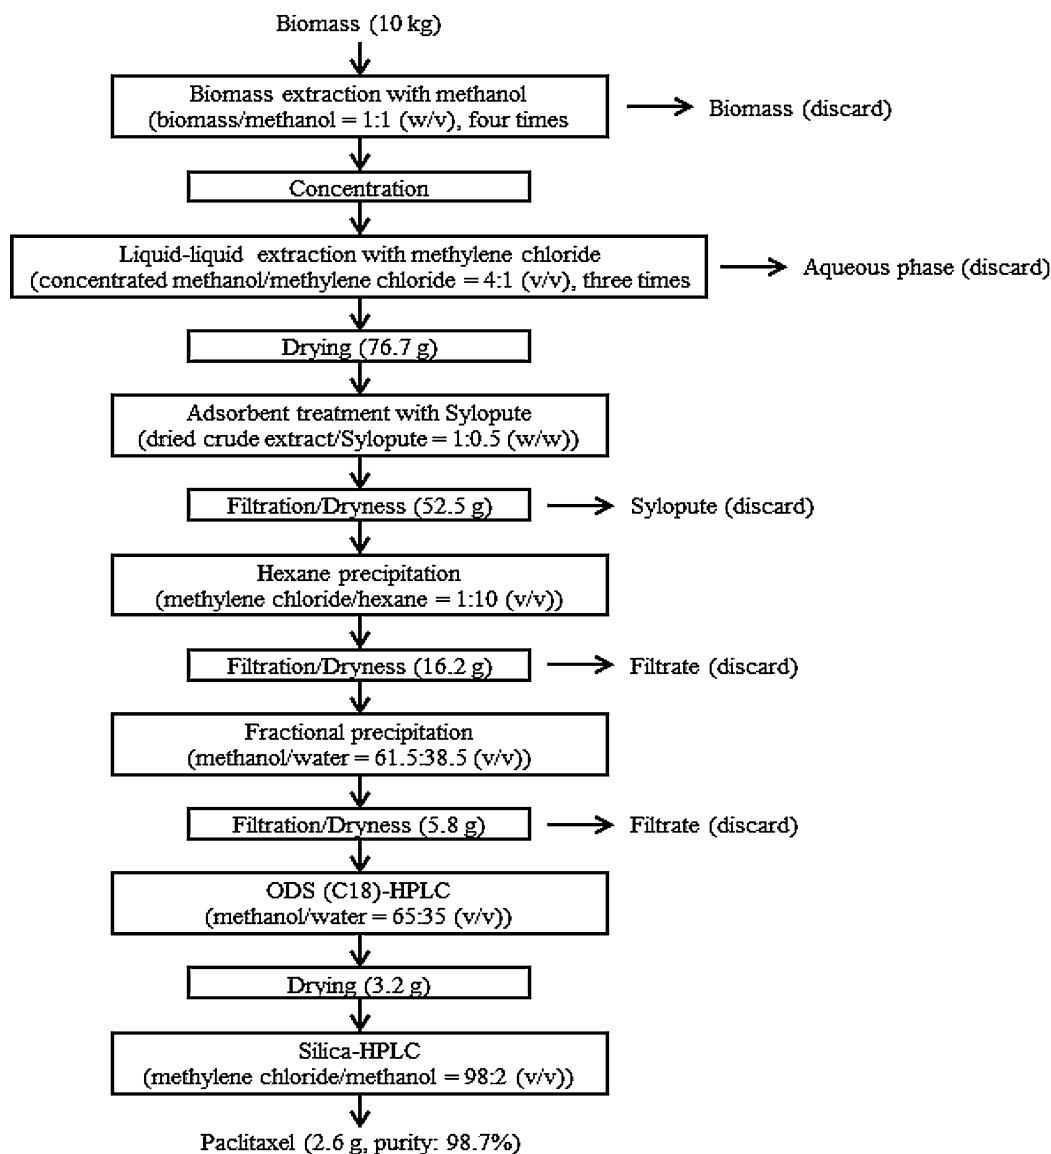 Biomass (10 kg)
Biomass extraction with methanol
(biomass/methanol = 1:1 (w/v), four times
Biomass (discard)
Concentration
Liquid-liquid extraction with methylene chloride
(concentrated methanol/methylene chloride = 4:1 (v/v), three times
Aqueous phase (discard)
Drying (76.7 g)
Adsorbent treatment with Sylopute
(dried crude extract/Sylopute = 1:0.5 (w/w))
Filtration/Dryness (52.5 g)
Sylopute (discard)
Hexane precipitation
(methylene chloride/hexane = 1:10 (v/v))
Filtration/Dryness (16.2 g)
Filtrate (discard)
Fractional precipitation
(methanol/water = 61.5:38.5 (v/v))
Filtration/Dryness (5.8 g)
Filtrate (discard)
ODS (C18)-HPLC
(methanol/water = 65:35 (v/v))
Drying (3.2 g)
Silica-HPLC
(methylene chloride/methanol = 98:2 (v/v))
Paclitaxel (2.6 g, purity: 98.7%)